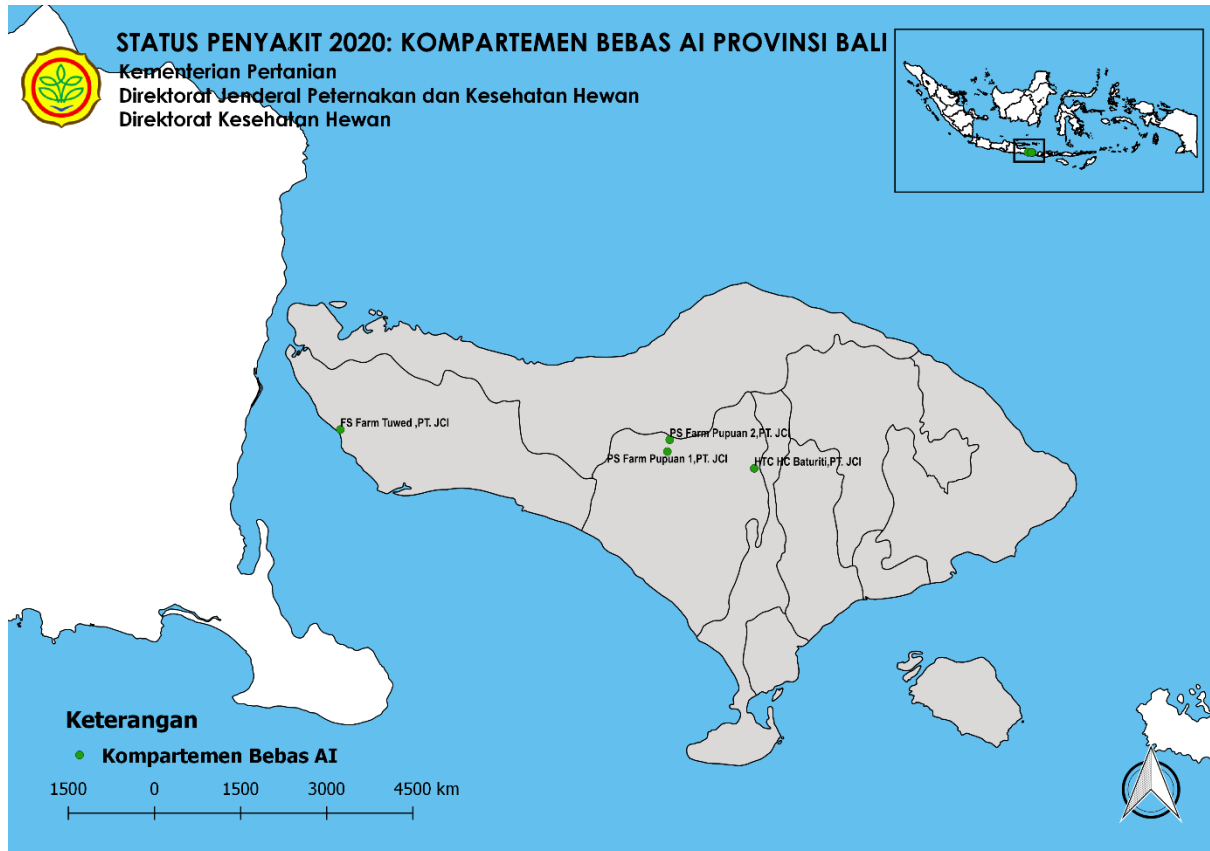 STATUS PENYAKIT 2020: KOMPARTEMEN BEBAS AI PROVINSI BALI
Kementerian Pertanian
Direktorat Jenderal Peternakan dan Kesehatan Hewan
Direktorat Kesehatan Hewan
FS Farm Tuwed ,PT. JCI
PS Farm Pupuan 2,PT. JCI
PS Farm Pupuan 1,PT. JCI
HTC HC Baturiti,PT. JCI
Keterangan
Kompartemen Bebas AI
1500 0 1500 3000 4500 km